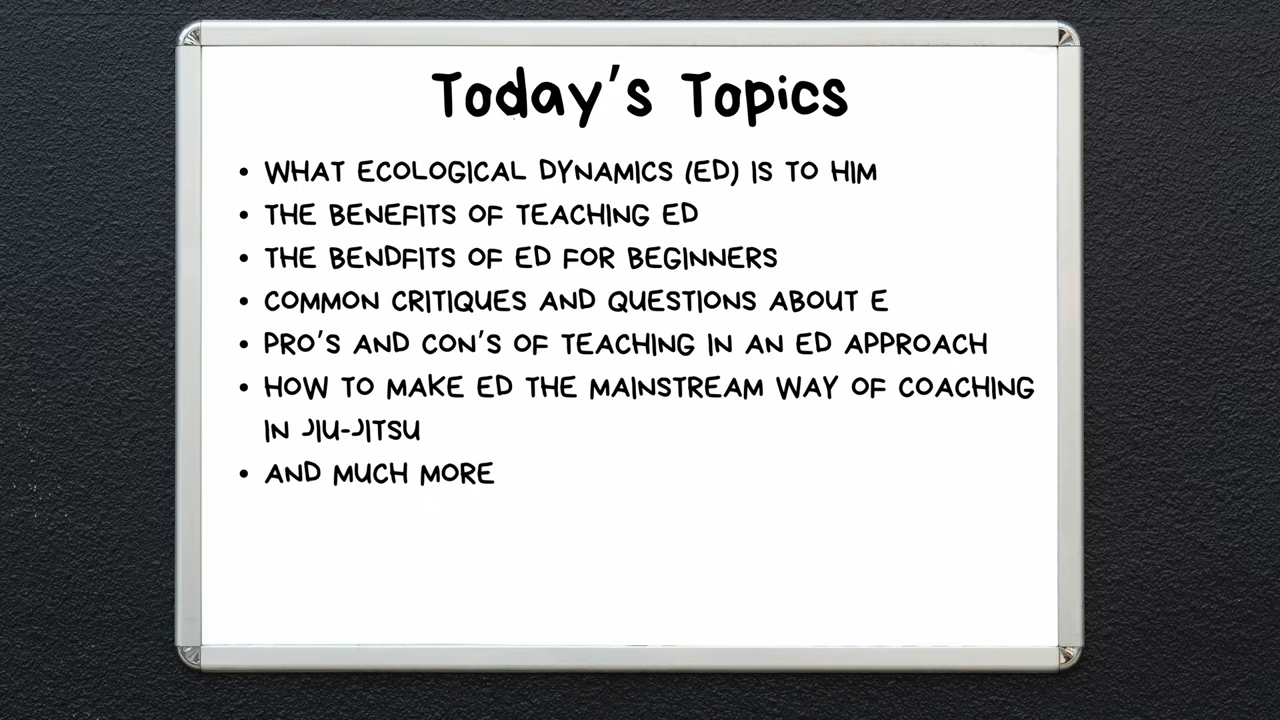 Today's Topics
• WHAT ECOLOGICAL DYNAMICS (ED) IS TO HIM
• THE BENEFITS OF TEACHING ED
• THE BENDFITS OF ED FOR BEGINNERS
• COMMON CRITIQUES AND QUESTIONS ABOUT E
• PRO'S AND CON'S OF TEACHING IN AN ED APPROACH
• HOW TO MAKE ED THE MAINSTREAM WAY OF COACHING
IN JIU-JITSU
• AND MUCH MORE